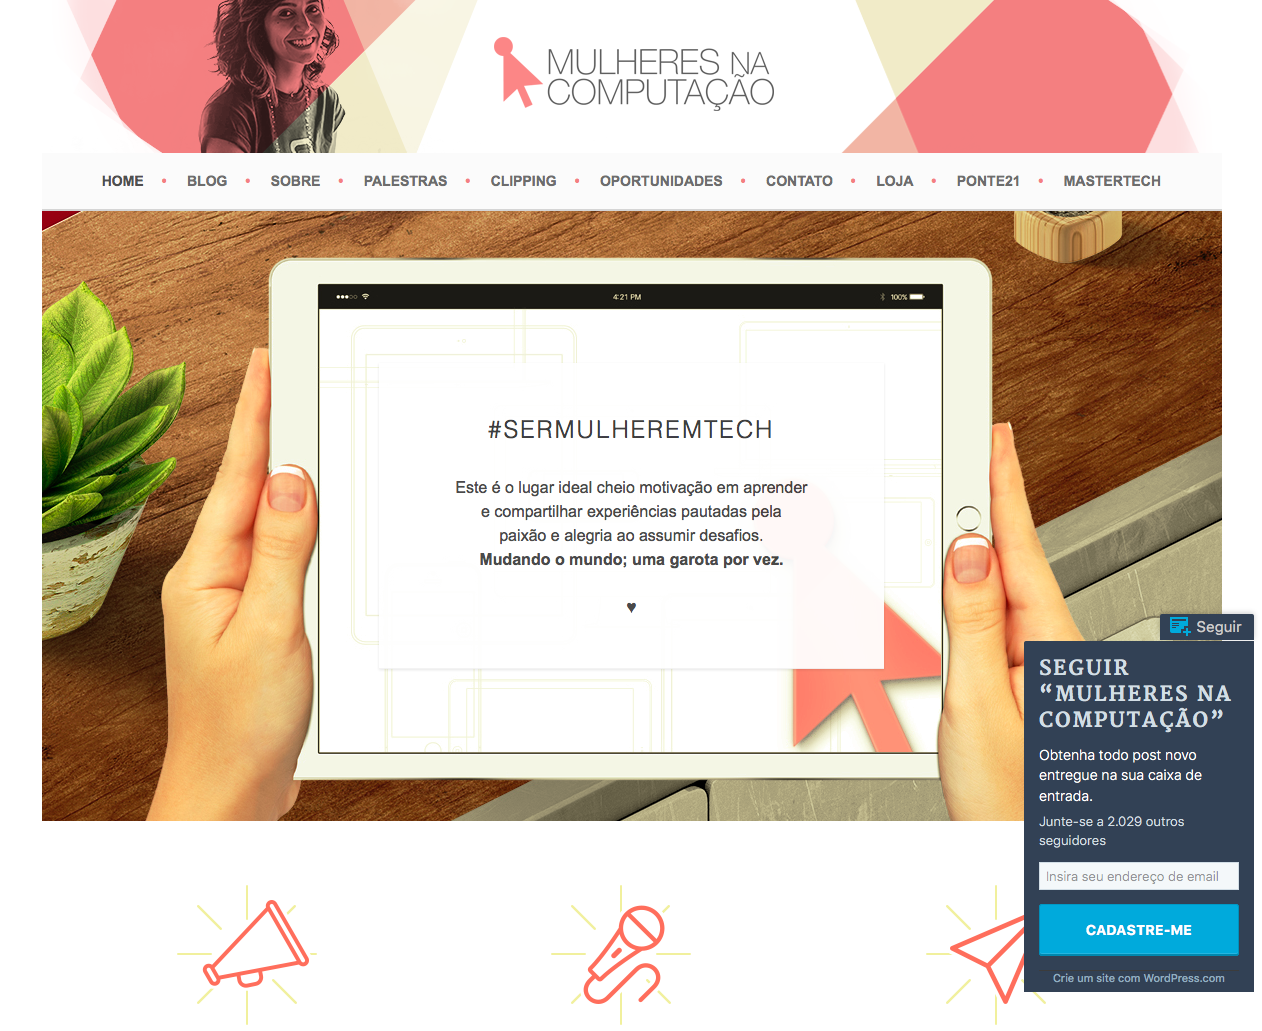 MULHERES NA
COMPUTAÇÃO
HOME • BLOG • SOBRE • PALESTRAS • CLIPPING • OPORTUNIDADES • CONTATO • LOJA • PONTE21 • MASTERTECH
4:21 PM
100%
#SERMULHEREMTECH
Este é o lugar ideal cheio motivação em aprender
e compartilhar experiências pautadas pela
paixão e alegria ao assumir desafios.
Mudando o mundo; uma garota por vez.
♥
Seguir
SEGUIR
“MULHERES NA
COMPUTAÇÃO”
Obtenha todo post novo
entregue na sua caixa de
entrada.
Junte-se a 2.029 outros
seguidores
Insira seu endereço de email
CADASTRE-ME
Crie um site com WordPress.com